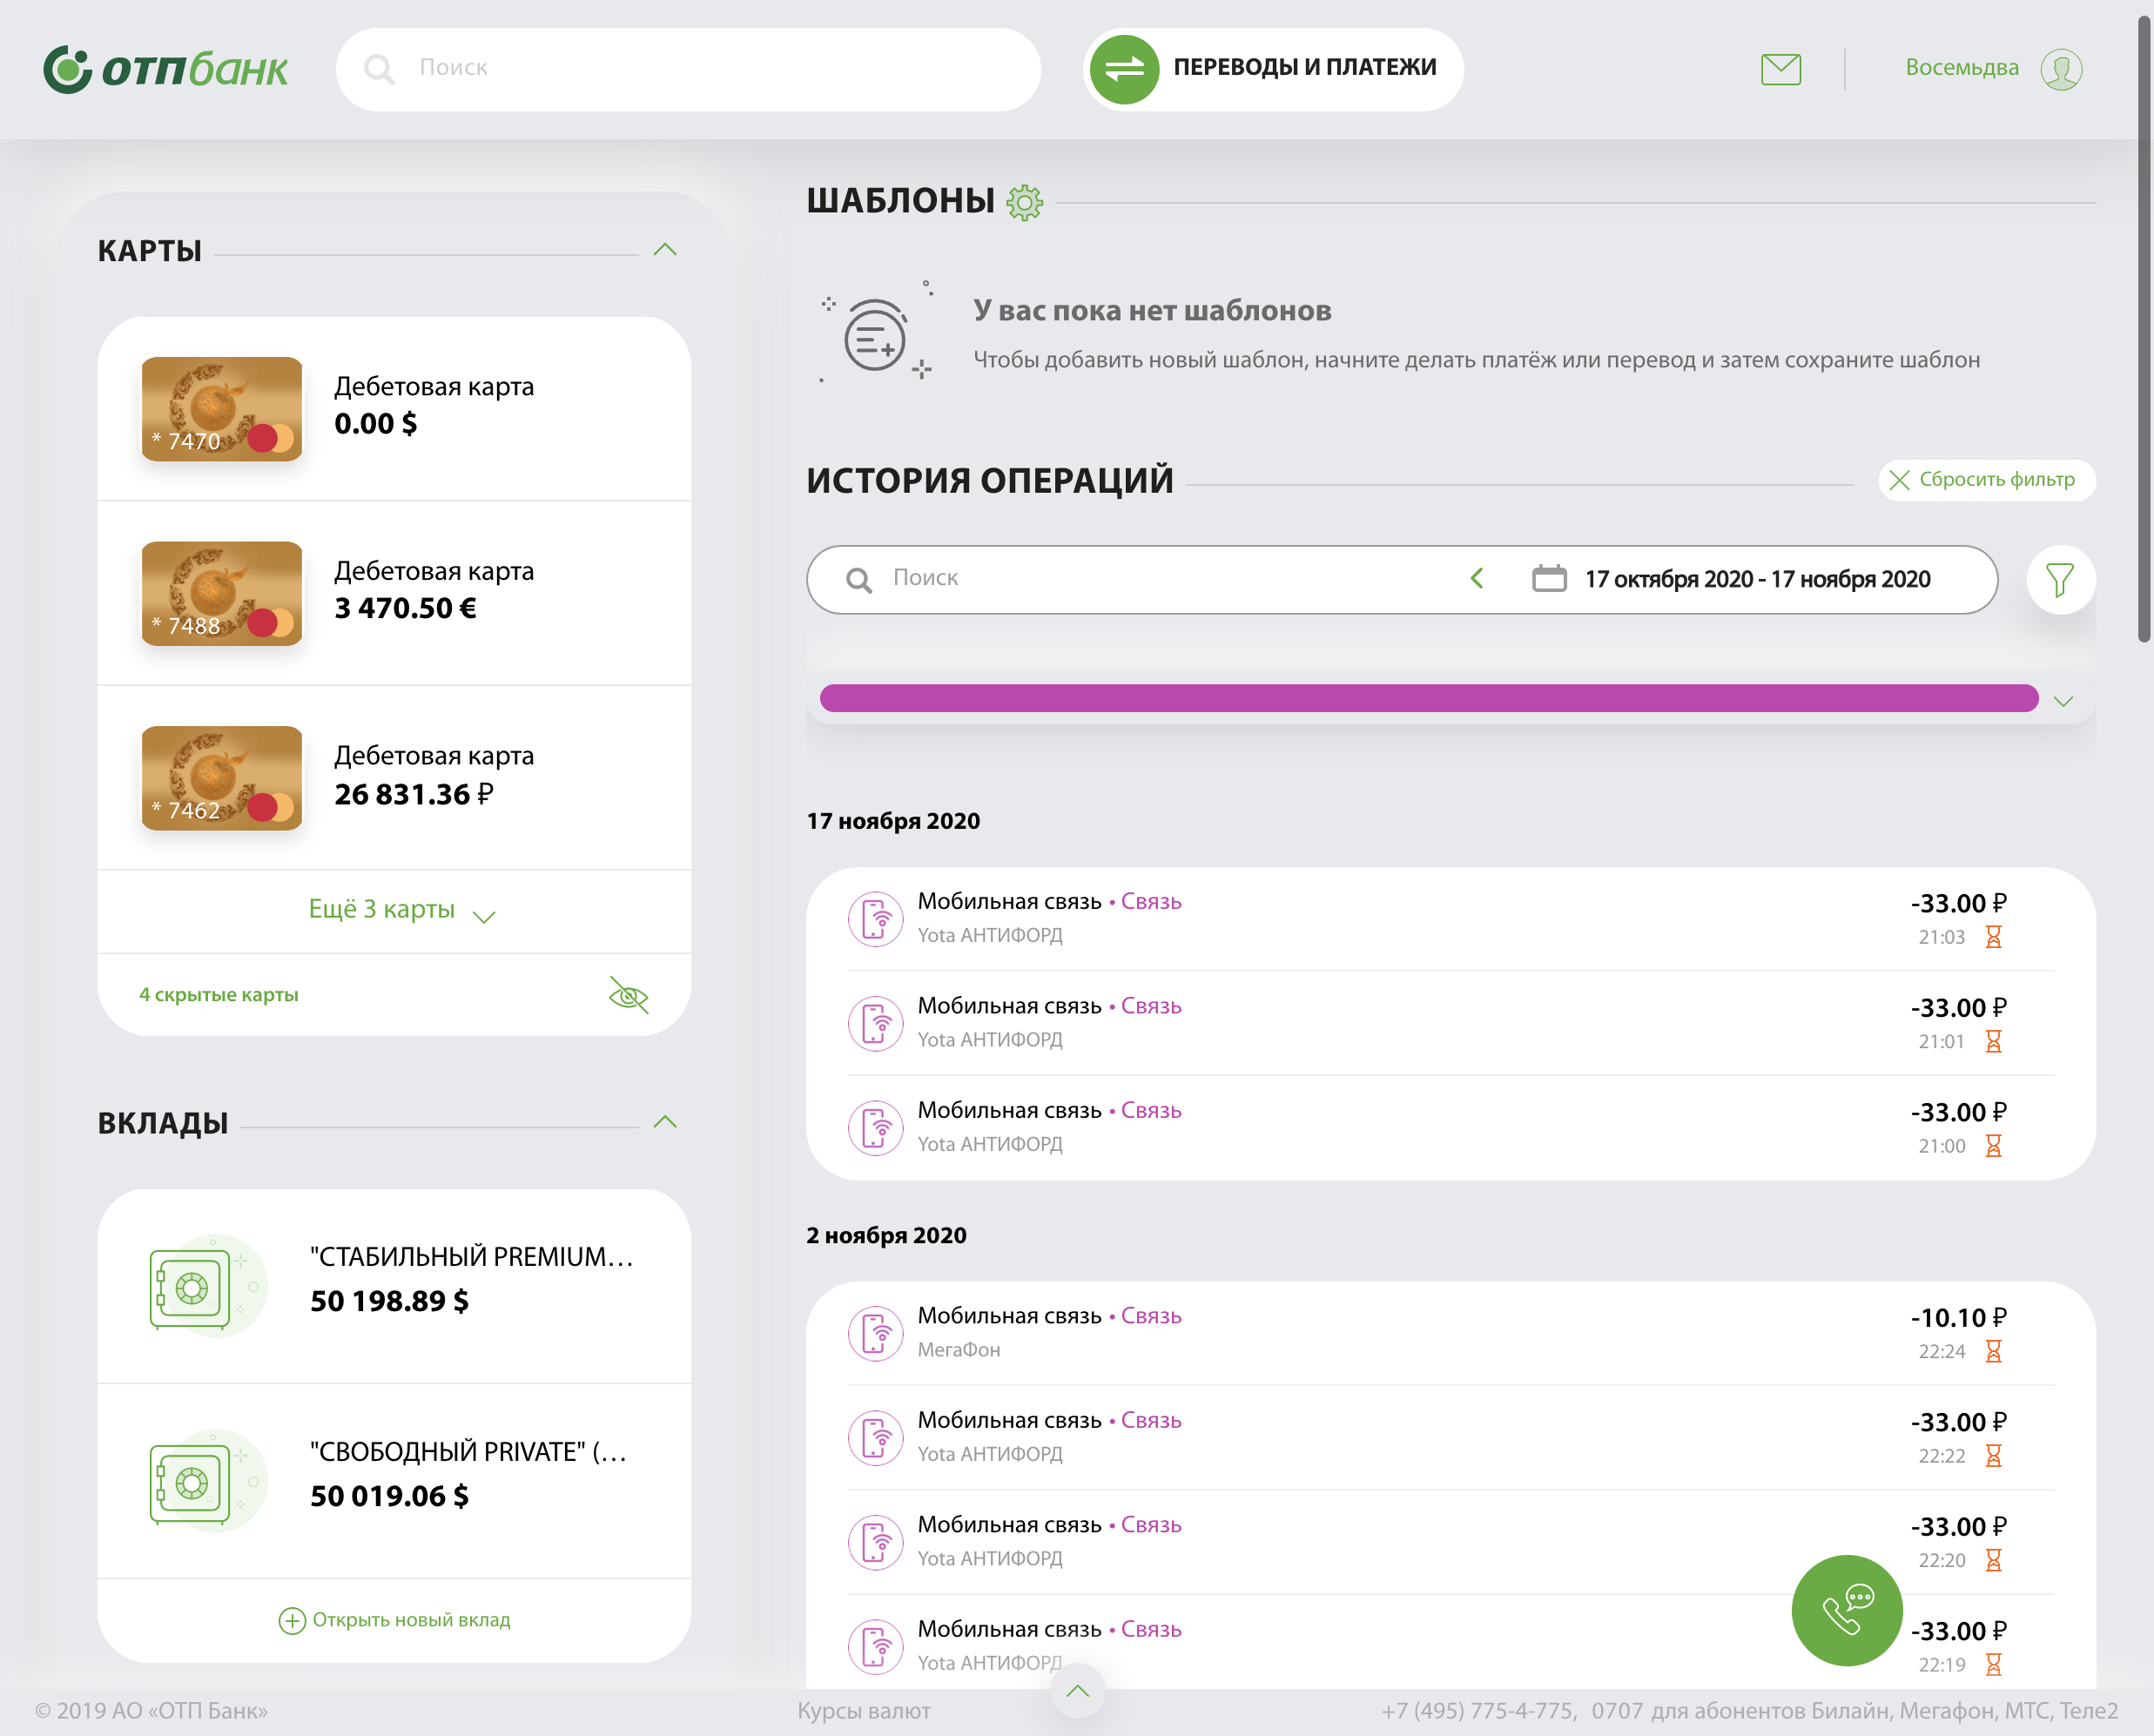 отпбанк
Поиск
ПЕРЕВОДЫ И ПЛАТЕЖИ
Восемьдва
КАРТЫ
Дебетовая карта
0.00 $
* 7470
Дебетовая карта
3 470.50 €
* 7488
Дебетовая карта
26 831.36 ₽
* 7462
Ещё 3 карты
4 скрытые карты
ВКЛАДЫ
"СТАБИЛЬНЫЙ PREMIUM...
50 198.89 $
"СВОБОДНЫЙ PRIVATE" (...
50 019.06 $
Открыть новый вклад
ШАБЛОНЫ
У вас пока нет шаблонов
Чтобы добавить новый шаблон, начните делать платёж или перевод и затем сохраните шаблон
ИСТОРИЯ ОПЕРАЦИЙ
Сбросить фильтр
Поиск
17 октября 2020 - 17 ноября 2020
17 ноября 2020
Мобильная связь • Связь
-33.00 ₽
Yota АНТИФОРД
21:03
Мобильная связь • Связь
-33.00 ₽
Yota АНТИФОРД
21:01
Мобильная связь • Связь
-33.00 ₽
Yota АНТИФОРД
21:00
2 ноября 2020
Мобильная связь • Связь
-10.10 ₽
МегаФон
22:24
Мобильная связь • Связь
-33.00 ₽
Yota АНТИФОРД
22:22
Мобильная связь • Связь
-33.00 ₽
Yota АНТИФОРД
22:20
Мобильная связь • Связь
-33.00 ₽
Yota АНТИФОРД
22:19
© 2019 АО «ОТП Банк»
Курсы валют
+7 (495) 775-4-775, 0707 для абонентов Билайн, Мегафон, МТС, Теле2